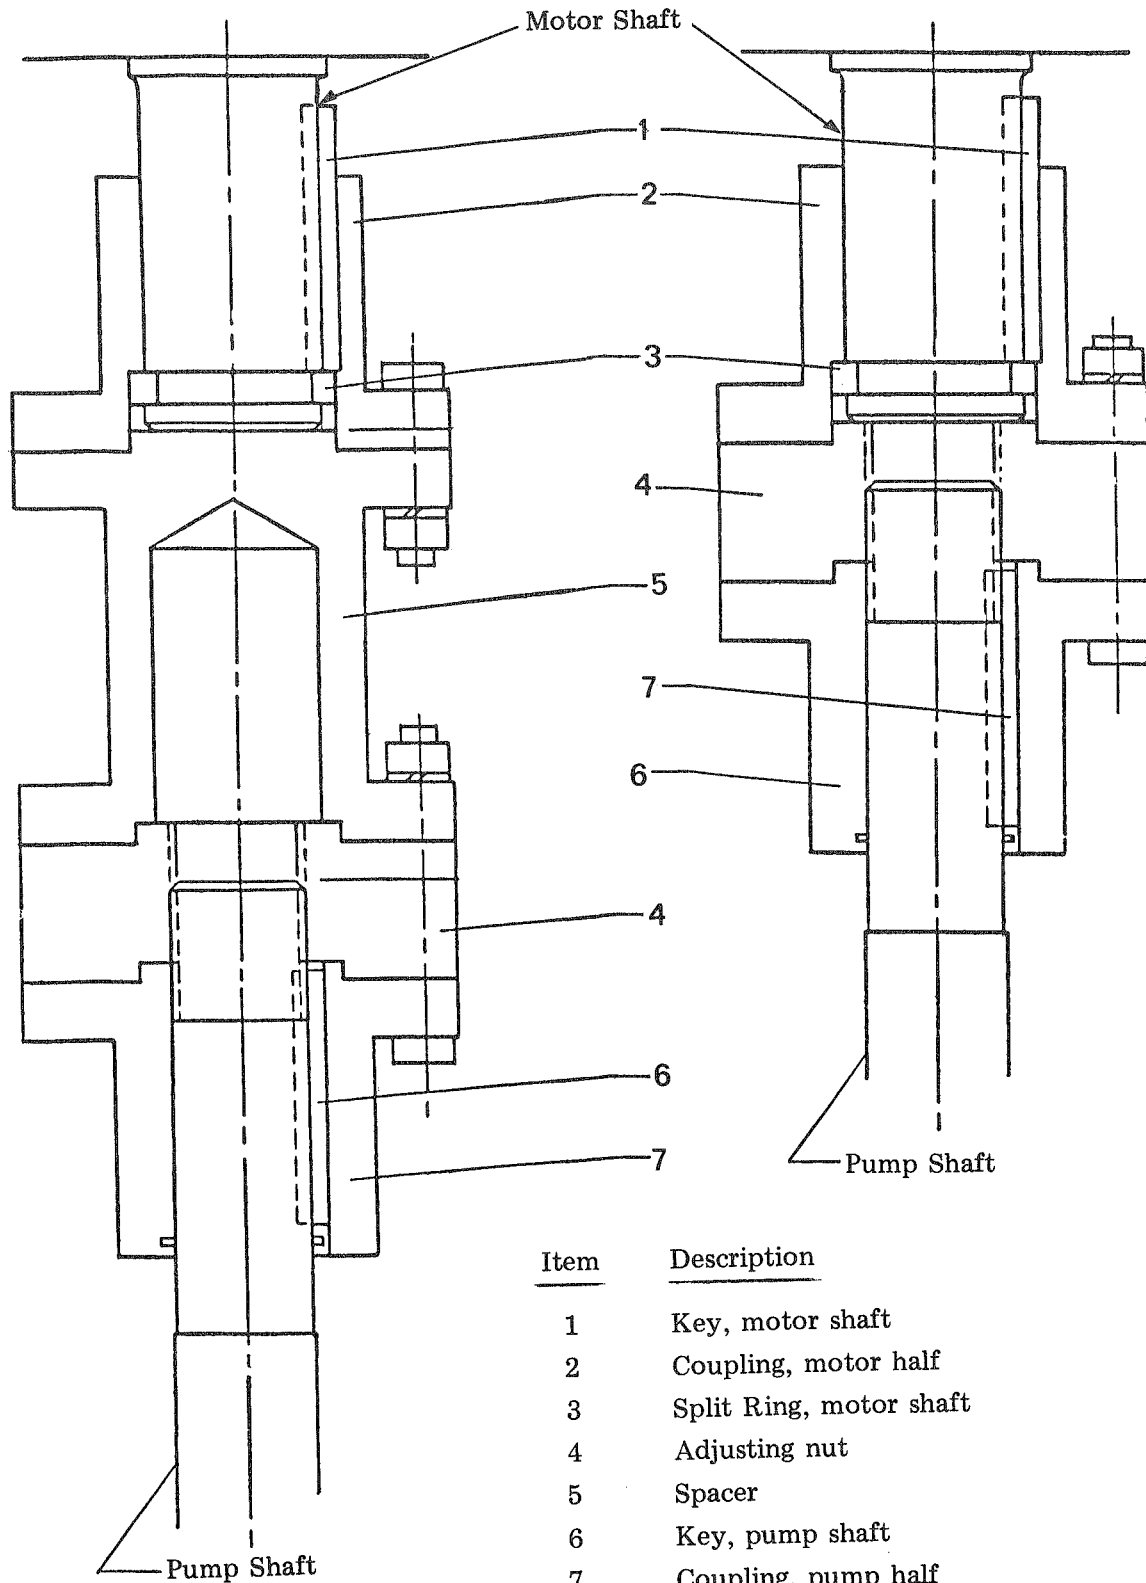 Motor Shaft
1
2
3
4
5
7
6
4
6
7
Pump Shaft
Pump Shaft
Item Description
1 Key, motor shaft
2 Coupling, motor half
3 Split Ring, motor shaft
4 Adjusting nut
5 Spacer
6 Key, pump shaft
7 Coupling, pump half